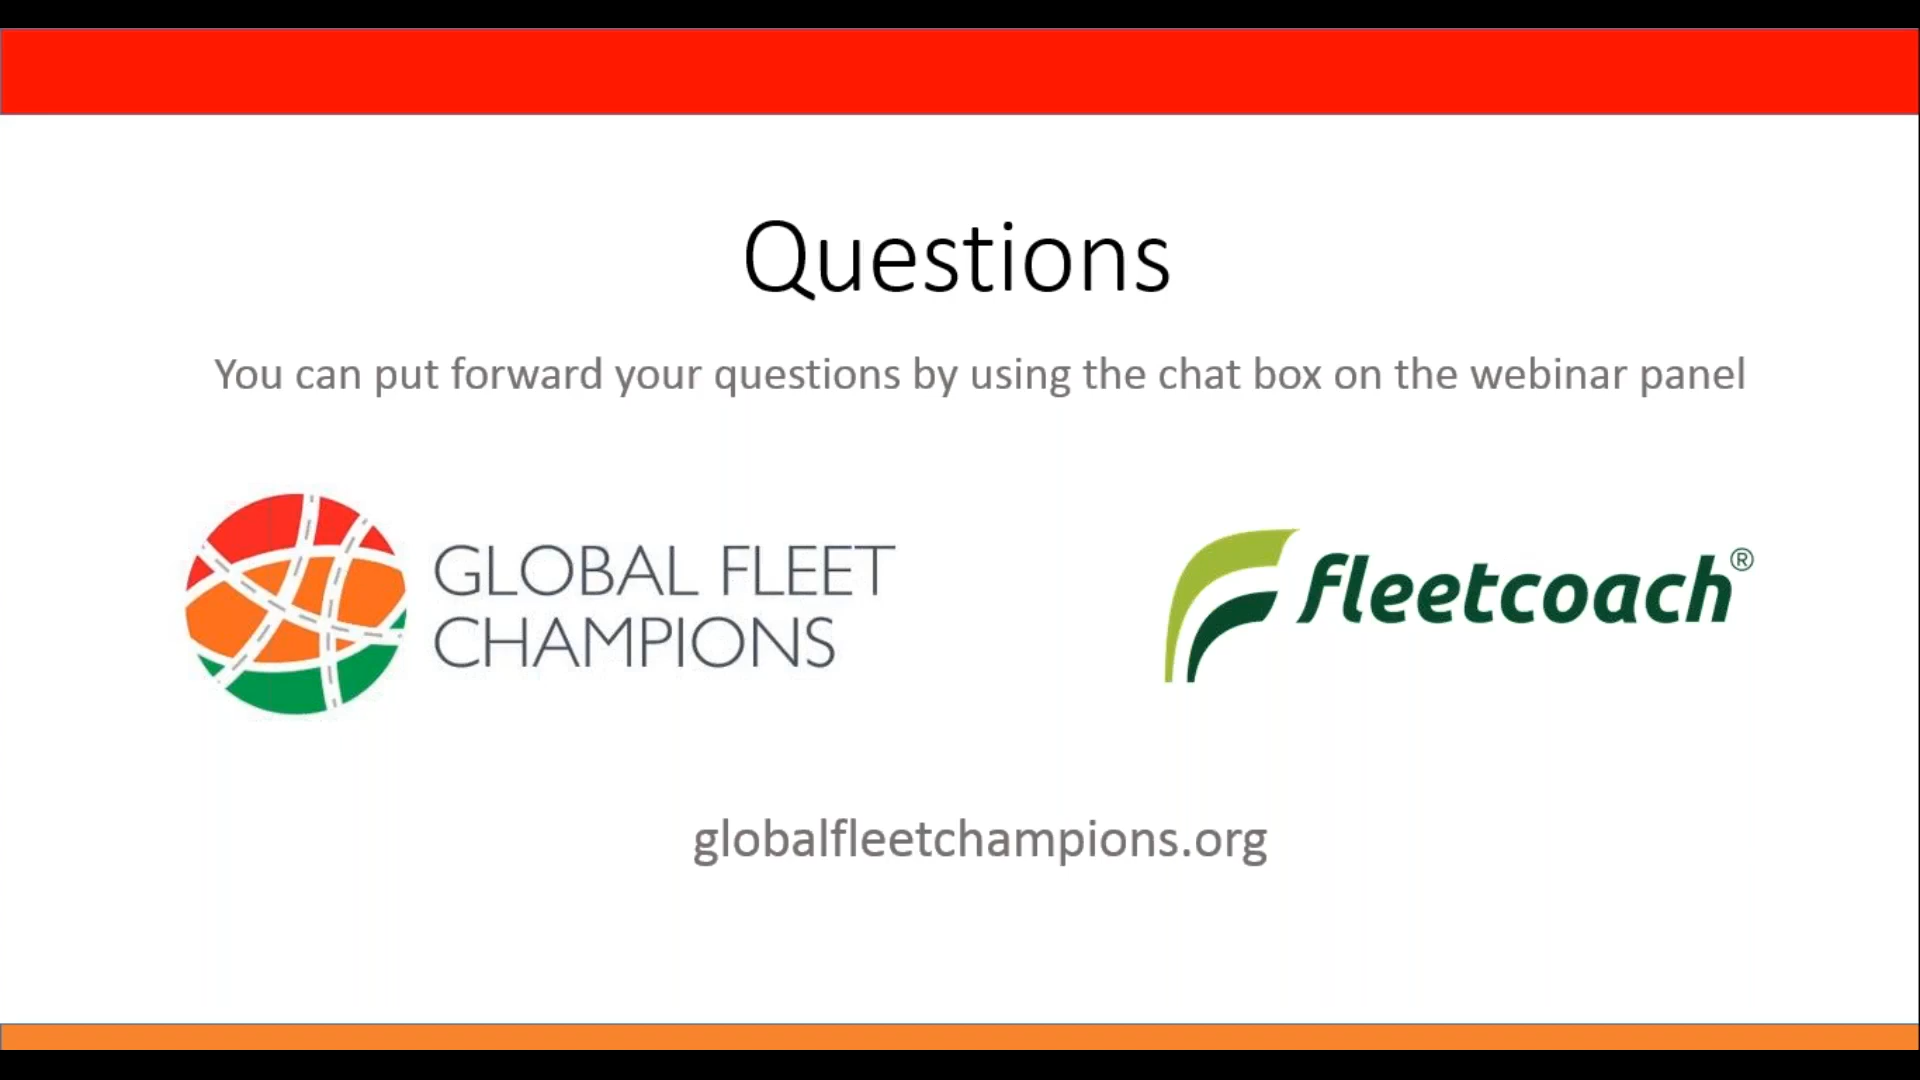 Questions
You can put forward your questions by using the chat box on the webinar panel
GLOBAL FLEET
CHAMPIONS
fleetcoach®
globalfleetchampions.org